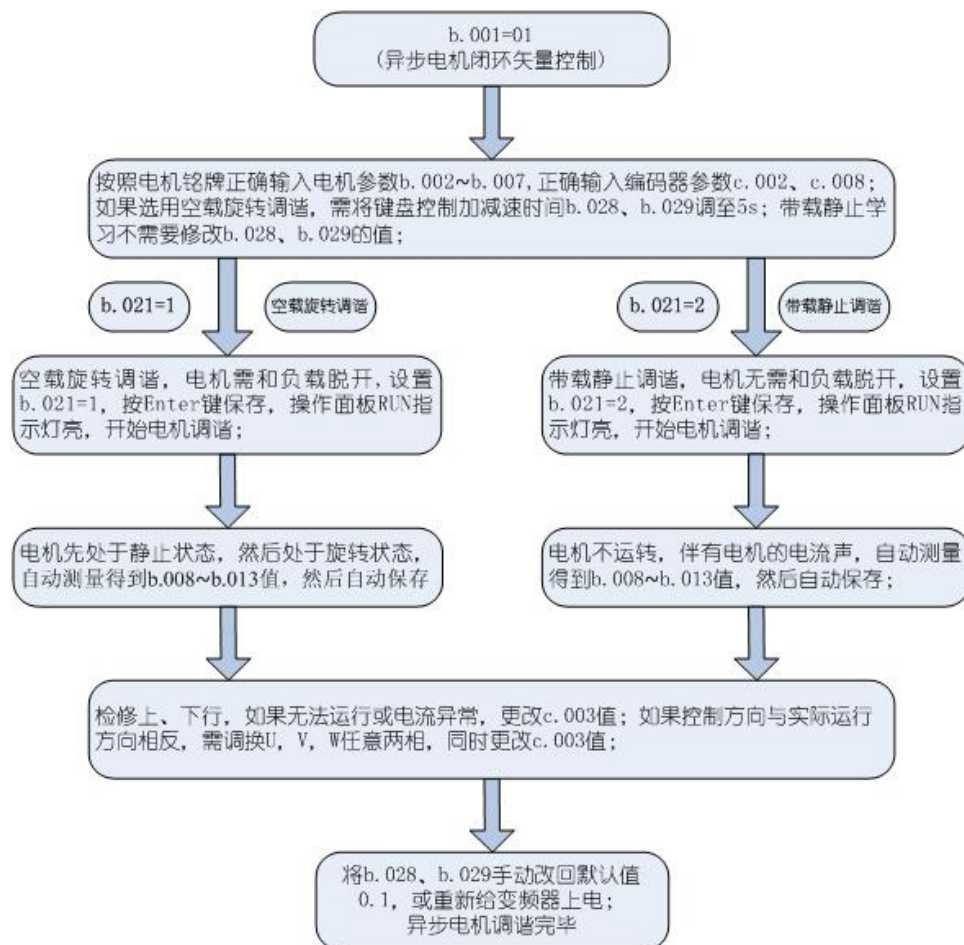 b.001=01
(异步电机闭环矢量控制)
按照电机铭牌正确输入电机参数b.002~b.007,正确输入编码器参数c.002、c.008;
如果选用空载旋转调谐，需将键盘控制加减速时间b.028、b.029调至5s；带载静止学
习不需要修改b.028、b.029的值；
b.021=1
空载旋转调谐
b.021=2
带载静止调谐
空载旋转调谐，电机需和负载脱开,设置
b.021=1，按Enter键保存，操作面板RUN指
示灯亮，开始电机调谐；
带载静止调谐，电机无需和负载脱开，设置
b.021=2，按Enter键保存，操作面板RUN指
示灯亮，开始电机调谐；
电机先处于静止状态，然后处于旋转状态，
自动测量得到b.008~b.013值，然后自动保存
电机不运转，伴有电机的电流声，自动测量
得到b.008~b.013值，然后自动保存；
检修上、下行，如果无法运行或电流异常，更改c.003值；如果控制方向与实际运行
方向相反，需调换U，V，W任意两相，同时更改c.003值；
将b.028、b.029手动改回默认值
0.1，或重新给变频器上电；
异步电机调谐完毕